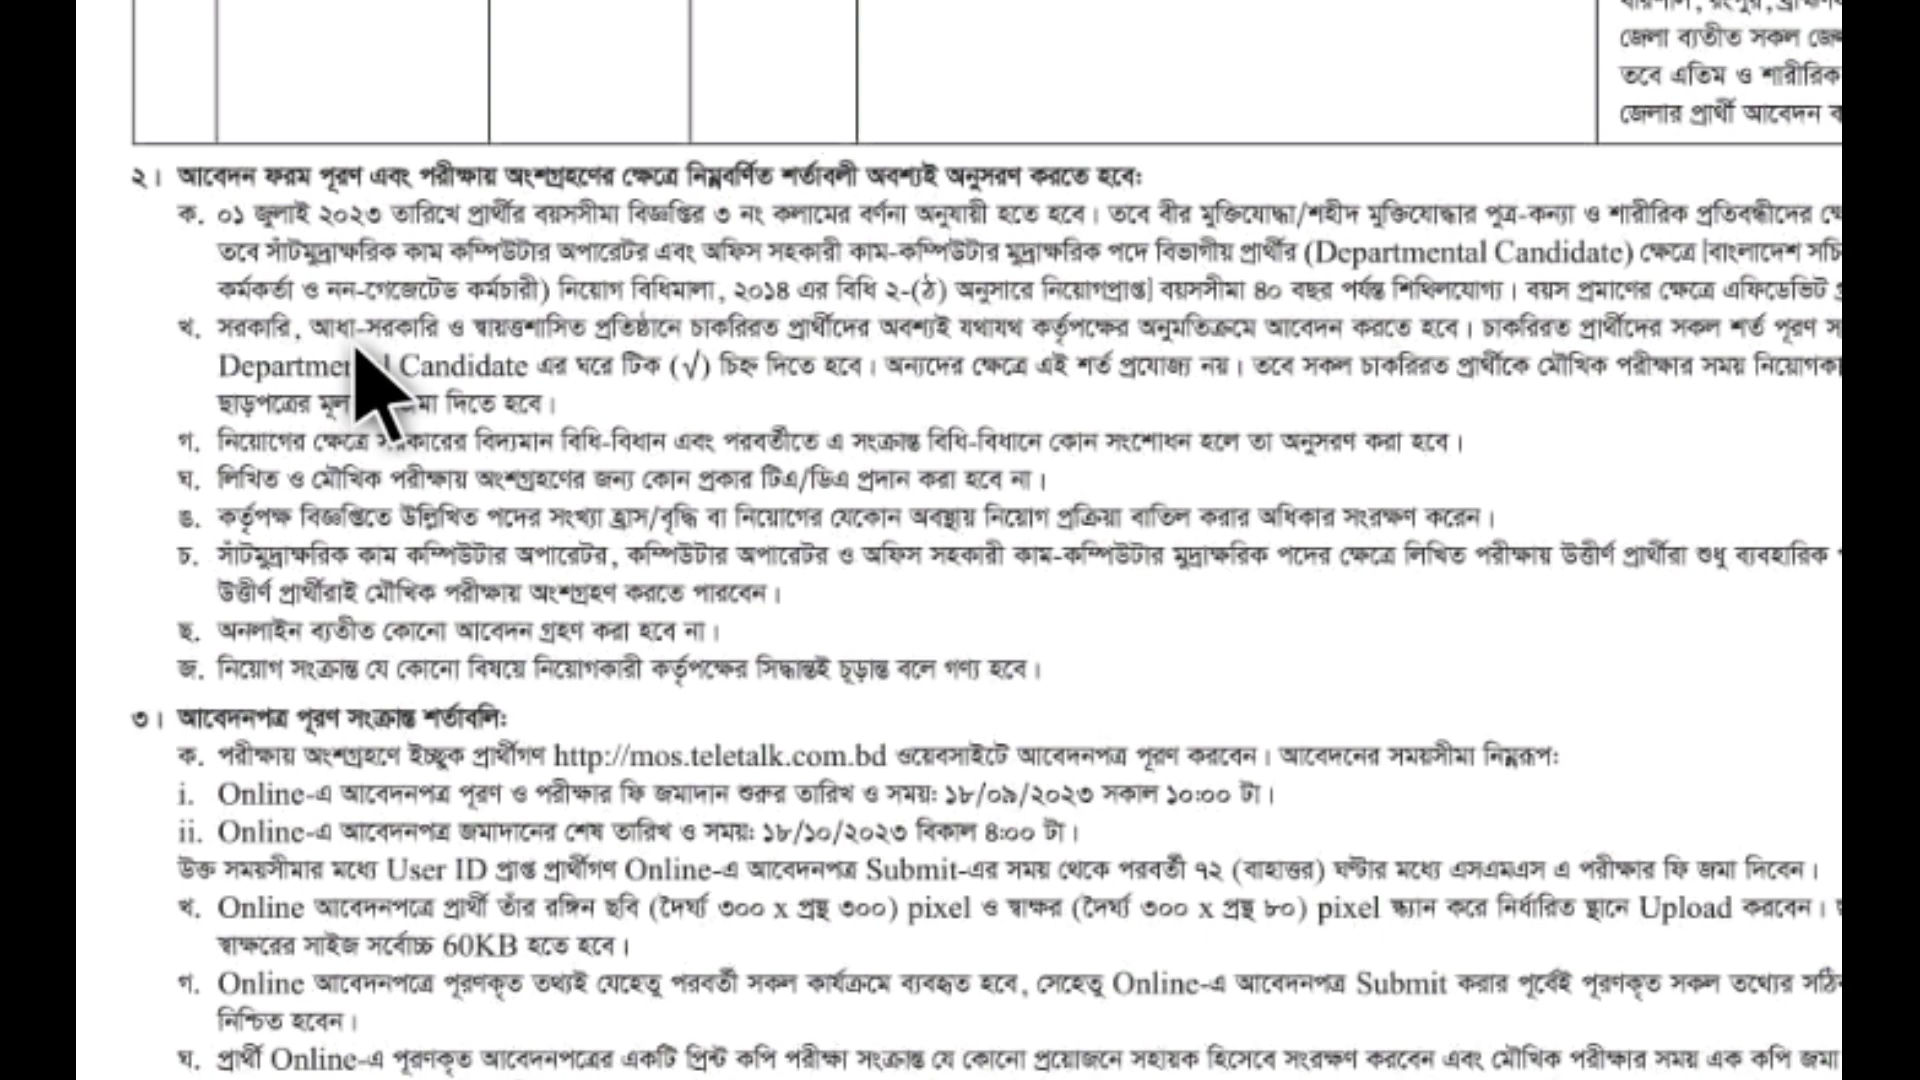 বরিশাল, রংপুর,
জেলা ব্যতীত সকল
তবে এতিম ও শারীরিক
জেলার প্রার্থী আবেদন
২। আবেদন ফরম পূরণ এবং পরীক্ষায় অংশগ্রহণের ক্ষেত্রে নিম্নবর্ণিত শর্তাবলী অবশ্যই অনুসরণ করতে হবে:
ক. ০১ জুলাই ২০২৩ তারিখে প্রার্থীর বয়সসীমা বিজ্ঞপ্তির ৩ নং কলামের বর্ণনা অনুযায়ী হতে হবে। তবে বীর মুক্তিযোদ্ধা/শহীদ মুক্তিযোদ্ধার পুত্র-কন্যা ও শারীরিক প্রতিবন্ধীদের
তবে সাঁটমুদ্রাক্ষরিক কাম কম্পিউটার অপারেটর এবং অফিস সহকারী কাম-কম্পিউটার মুদ্রাক্ষরিক পদে বিভাগীয় প্রার্থীর (Departmental Candidate) ক্ষেত্রে [বাংলাদেশ
কর্মকর্তা ও নন-গেজেটেড কর্মচারী) নিয়োগ বিধিমালা, ২০১৪ এর বিধি ২-(ঠ) অনুসারে নিয়োগপ্রাপ্ত] বয়সসীমা ৪০ বছর পর্যন্ত শিথিলযোগ্য। বয়স প্রমাণের ক্ষেত্রে এফিডেভিট
খ. সরকারি, আধা-সরকারি ও স্বায়ত্তশাসিত প্রতিষ্ঠানে চাকরিরত প্রার্থীদের অবশ্যই যথাযথ কর্তৃপক্ষের অনুমতিক্রমে আবেদন করতে হবে। চাকরিরত প্রার্থীদের সকল শর্ত পূরণ
Departmental Candidate এর ঘরে টিক (√) চিহ্ন দিতে হবে। অন্যদের ক্ষেত্রে এই শর্ত প্রযোজ্য নয়। তবে সকল চাকরিরত প্রার্থীকে মৌখিক পরীক্ষার সময়
ছাড়পত্রের দিতে হবে।
গ. নিয়োগের ক্ষেত্রে সরকারের বিদ্যমান বিধি-বিধান এবং পরবর্তীতে এ সংক্রান্ত বিধি-বিধানে কোন সংশোধন হলে তা অনুসরণ করা হবে।
ঘ. লিখিত ও মৌখিক পরীক্ষায় অংশগ্রহণের জন্য কোন প্রকার টিএ/ডিএ প্রদান করা হবে না।
ঙ. কর্তৃপক্ষ বিজ্ঞপ্তিতে উল্লিখিত পদের সংখ্যা হ্রাস/বৃদ্ধি বা নিয়োগের যেকোন অবস্থায় নিয়োগ প্রক্রিয়া বাতিল করার অধিকার সংরক্ষণ করেন।
চ. সাঁটমুদ্রাক্ষরিক কাম কম্পিউটার অপারেটর, কম্পিউটার অপারেটর ও অফিস সহকারী কাম-কম্পিউটার মুদ্রাক্ষরিক পদের ক্ষেত্রে লিখিত পরীক্ষায় উত্তীর্ণ প্রার্থীরা শুধু ব্যবহারিক
উত্তীর্ণ প্রার্থীরাই মৌখিক পরীক্ষায় অংশগ্রহণ করতে পারবেন।
ছ. অনলাইন ব্যতীত কোনো আবেদন গ্রহণ করা হবে না।
জ. নিয়োগ সংক্রান্ত যে কোনো বিষয়ে নিয়োগকারী কর্তৃপক্ষের সিদ্ধান্তই চূড়ান্ত বলে গণ্য হবে।
৩। আবেদনপত্র পূরণ সংক্রান্ত শর্তাবলি:
ক. পরীক্ষায় অংশগ্রহণে ইচ্ছুক প্রার্থীগণ http://mos.teletalk.com.bd ওয়েবসাইটে আবেদনপত্র পূরণ করবেন। আবেদনের সময়সীমা নিম্নরূপ:
i. Online-এ আবেদনপত্র পূরণ ও পরীক্ষার ফি জমাদান শুরুর তারিখ ও সময়: ১৮/০৯/২০২৩ সকাল ১০:০০ টা।
ii. Online-এ আবেদনপত্র জমাদানের শেষ তারিখ ও সময়: ১৮/১০/২০২৩ বিকাল ৪:০০ টা।
উক্ত সময়সীমার মধ্যে User ID প্রাপ্ত প্রার্থীগণ Online-এ আবেদনপত্র Submit-এর সময় থেকে পরবর্তী ৭২ (বাহাত্তর) ঘন্টার মধ্যে এসএমএস এ পরীক্ষার ফি জমা দিবেন।
খ. Online আবেদনপত্রে প্রার্থী তাঁর রঙ্গিন ছবি (দৈর্ঘ্য ৩০০ x প্রস্থ ৩০০) pixel ও স্বাক্ষর (দৈর্ঘ্য ৩০০ x প্রস্থ ৮০) pixel স্ক্যান করে নির্ধারিত স্থানে Upload করবেন।
স্বাক্ষরের সাইজ সর্বোচ্চ 60KB হতে হবে।
গ. Online আবেদনপত্রে পূরণকৃত তথ্যই যেহেতু পরবর্তী সকল কার্যক্রমে ব্যবহৃত হবে, সেহেতু Online-এ আবেদনপত্র Submit করার পূর্বেই পূরণকৃত সকল তথ্যের
নিশ্চিত হবেন।
ঘ. প্রার্থী Online-এ পূরণকৃত আবেদনপত্রের একটি প্রিন্ট কপি পরীক্ষা সংক্রান্ত যে কোনো প্রয়োজনে সহায়ক হিসেবে সংরক্ষণ করবেন এবং মৌখিক পরীক্ষার সময় এক কপি জমা